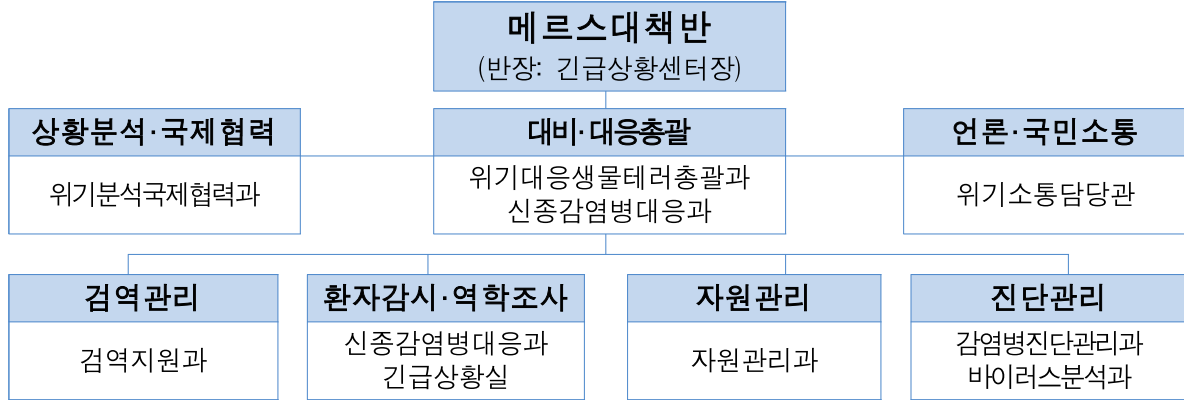 메르스대책반
(반장: 긴급상황센터장)
상황분석·국제협력
위기분석국제협력과
대비·대응총괄
위기대응생물테러총괄과
신종감염병대응과
언론·국민소통
위기소통담당관
검역관리
검역지원과
환자감시·역학조사
신종감염병대응과
긴급상황실
자원관리
자원관리과
진단관리
감염병진단관리과
바이러스분석과